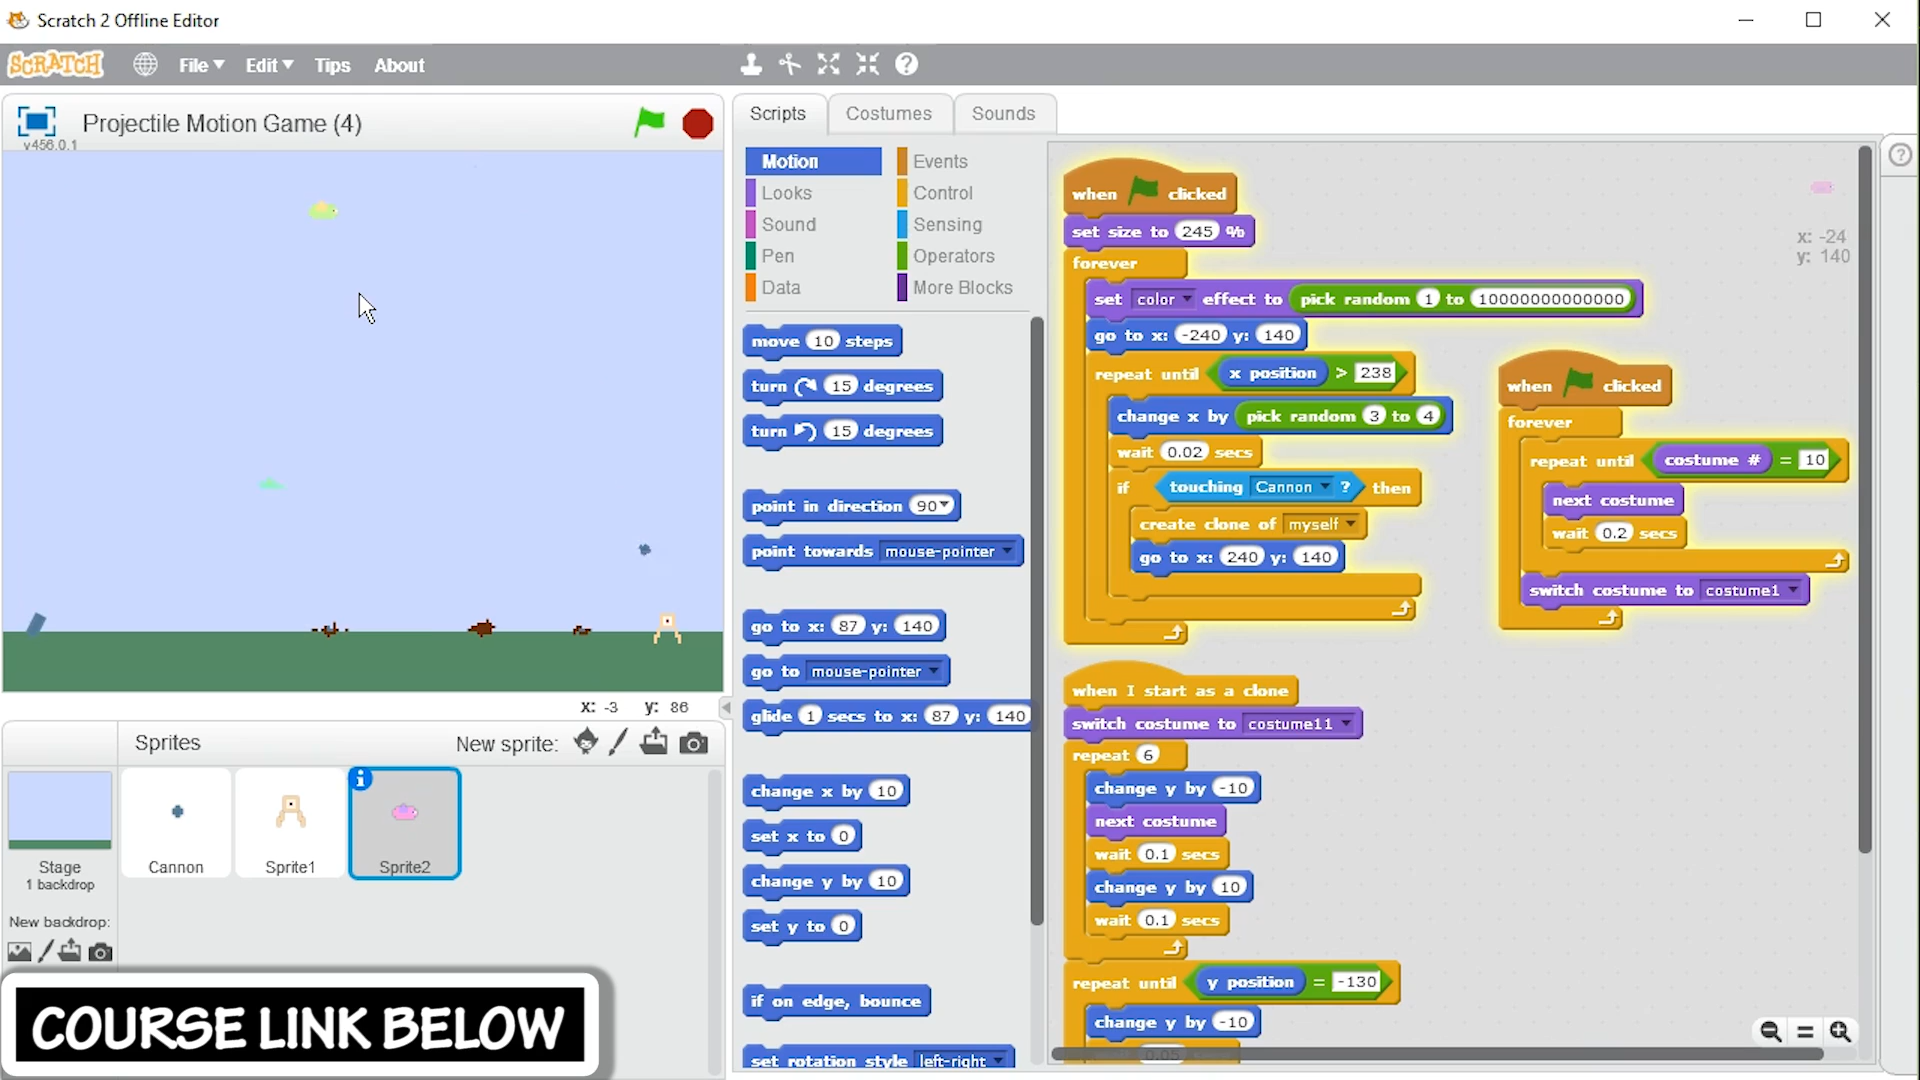 Scratch 2 Offline Editor
SCRATCH File Edit Tips About
Projectile Motion Game (4)
v456.0.1
x: -3 y: 86
Sprites New sprite:
Stage
1 backdrop
New backdrop:
Cannon
Sprite1
Sprite2
COURSE LINK BELOW
Scripts Costumes Sounds
Motion Events
Looks Control
Sound Sensing
Pen Operators
Data More Blocks
move 10 steps
turn 15 degrees
turn 15 degrees
point in direction 90
point towards mouse-pointer
go to x: 87 y: 140
go to mouse-pointer
glide 1 secs to x: 87 y: 140
change x by 10
set x to 0
change y by 10
set y to 0
if on edge, bounce
set rotation style left-right
when clicked
set size to 245 %
forever
set color effect to pick random 1 to 10000000000000
go to x: -240 y: 140
repeat until x position > 238
change x by pick random 3 to 4
wait 0.02 secs
if touching Cannon ? then
create clone of myself
go to x: 240 y: 140
when I start as a clone
switch costume to costume11
repeat 6
change y by -10
next costume
wait 0.1 secs
change y by 10
wait 0.1 secs
repeat until y position = -130
change y by -10
when clicked
forever
repeat until costume # = 10
next costume
wait 0.2 secs
switch costume to costume1
x: -24
y: 140